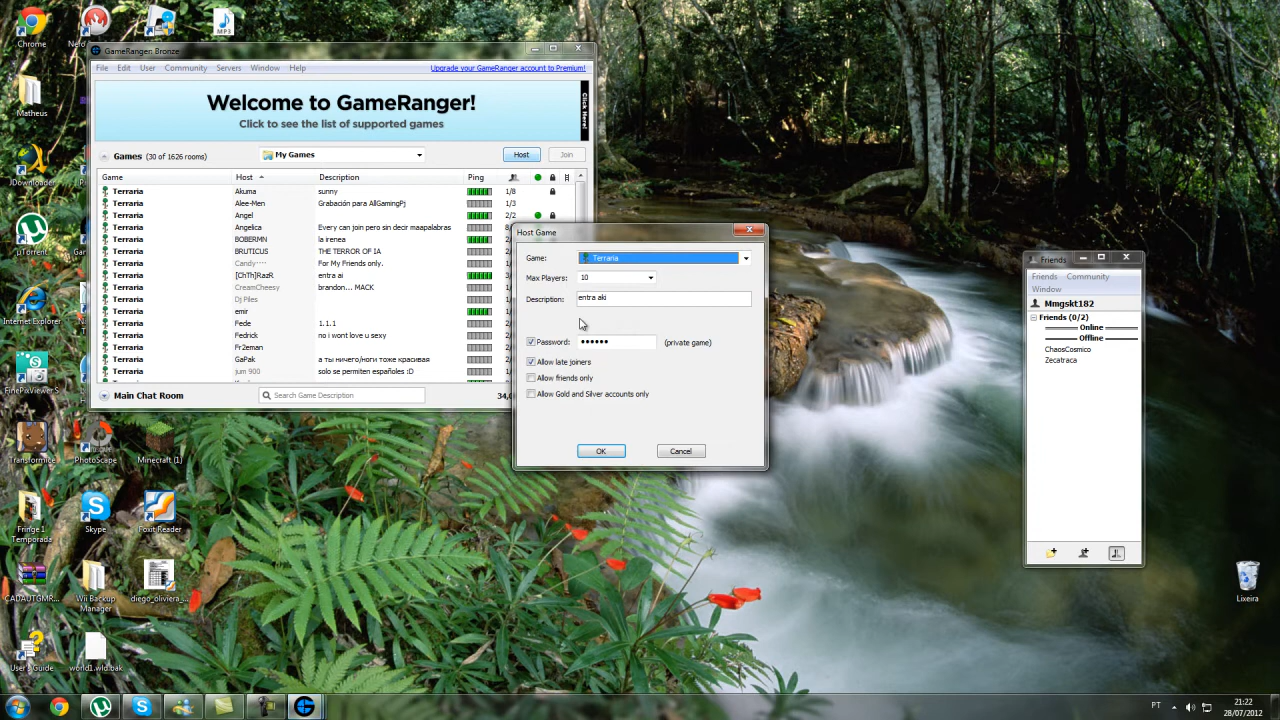 Chrome
Nero
MP3
Matheus
JDownloader
µTorrent
Internet Explorer
FinePixViewer S
Transformice
PhotoScape
Minecraft (1)
Fringe 1 Temporada
Skype
Foxit Reader
CADAUTGMR...
Wii Backup Manager
diego_oliviera_...
User's Guide
world1.wld.bak
Lixeira
GameRanger: Bronze
File Edit User Community Servers Window Help
Upgrade your GameRanger account to Premium!
Welcome to GameRanger!
Click to see the list of supported games
Click Here!
Games (30 of 1626 rooms)
My Games
Host
Join
Game Host Description Ping
Terraria Akuma sunny 1/8
Terraria Alee-Men Grabación para AllGamingPj 1/3
Terraria Angel 2/2
Terraria Angelica Every can join pero sin decir maapalabras
Terraria BOBERMN la irenea
Terraria BRUTICUS THE TERROR OF IA
Terraria Candy···· For My Friends only.
Terraria [ChTh]RazR entra ai
Terraria CreamCheesy brandon... MACK
Terraria Dj Piles
Terraria emir
Terraria Fede 1.1.1
Terraria Fedrick no i wont love u sexy
Terraria Fr2eman
Terraria GaPak а ты ничего/ноги тоже красивая
Terraria jum 900 solo se permiten españoles :D
Terraria
Main Chat Room
Search Game Description
Host Game
Game: Terraria
Max Players: 10
Description: entra aki
Password: •••••• (private game)
Allow late joiners
Allow friends only
Allow Gold and Silver accounts only
OK
Cancel
Friends
Friends Community
Window
Mmgskt182
Friends (0/2)
Online
Offline
ChaosCosmico
Zecatraca
PT
21:22
28/07/2012